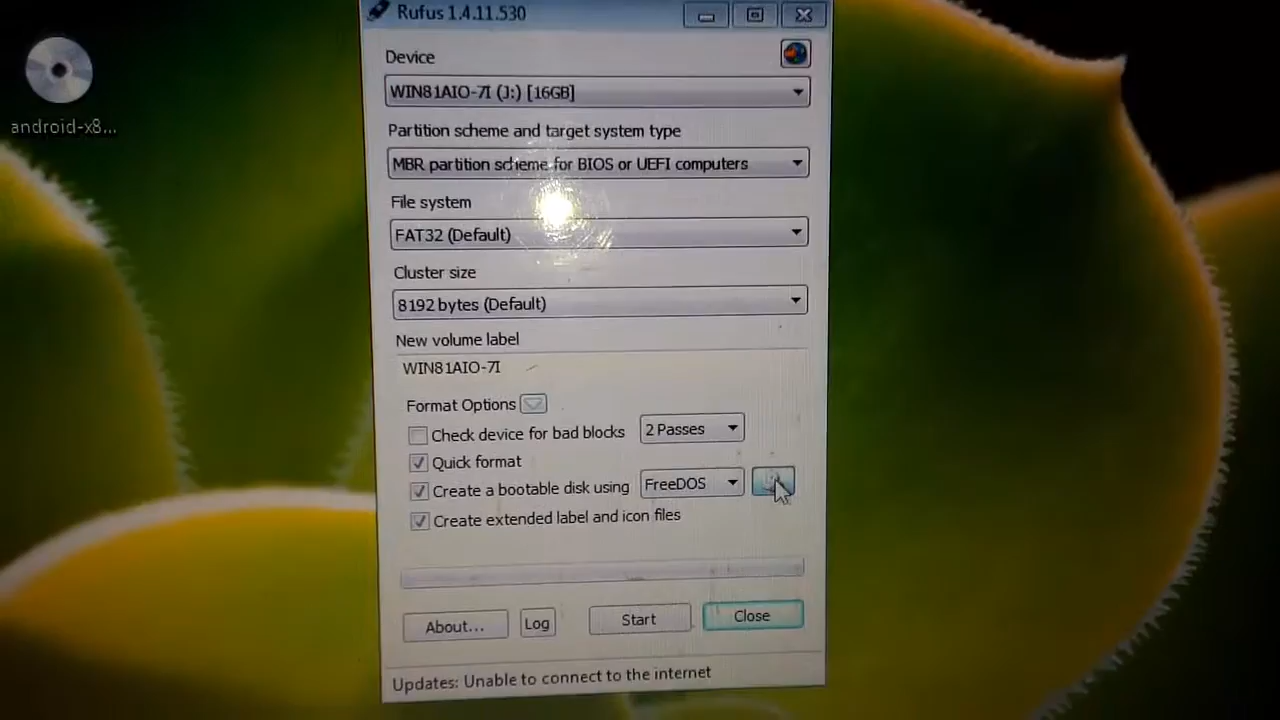 Rufus 1.4.11.530
android-x8...
Device
WIN81AIO-7I (J:) [16GB]
Partition scheme and target system type
MBR partition scheme for BIOS or UEFI computers
File system
FAT32 (Default)
Cluster size
8192 bytes (Default)
New volume label
WIN81AIO-7I
Format Options
Check device for bad blocks 2 Passes
Quick format
Create a bootable disk using FreeDOS
Create extended label and icon files
About... Log Start Close
Updates: Unable to connect to the internet